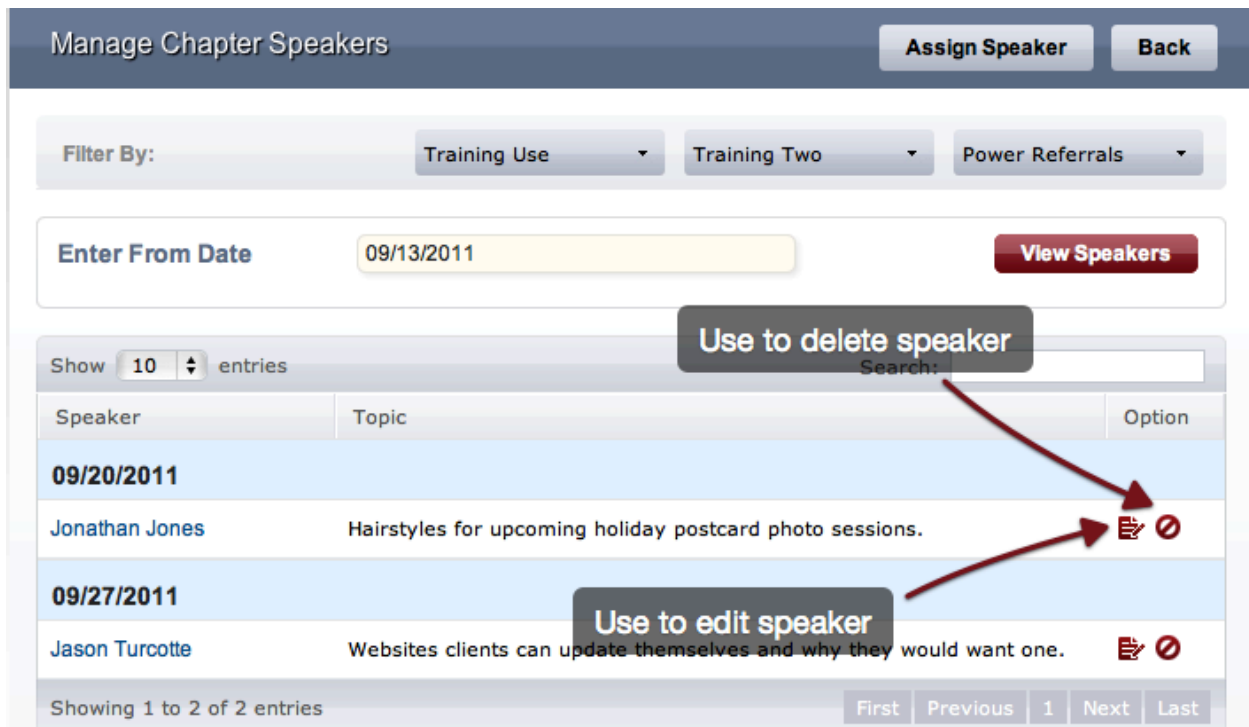 Manage Chapter Speakers Assign Speaker Back
Filter By: Training Use Training Two Power Referrals
Enter From Date 09/13/2011 View Speakers
Use to delete speaker
Show 10 entries Search:
Speaker Topic Option
09/20/2011
Jonathan Jones Hairstyles for upcoming holiday postcard photo sessions.
09/27/2011
Use to edit speaker
Jason Turcotte Websites clients can update themselves and why they would want one.
Showing 1 to 2 of 2 entries First Previous 1 Next Last